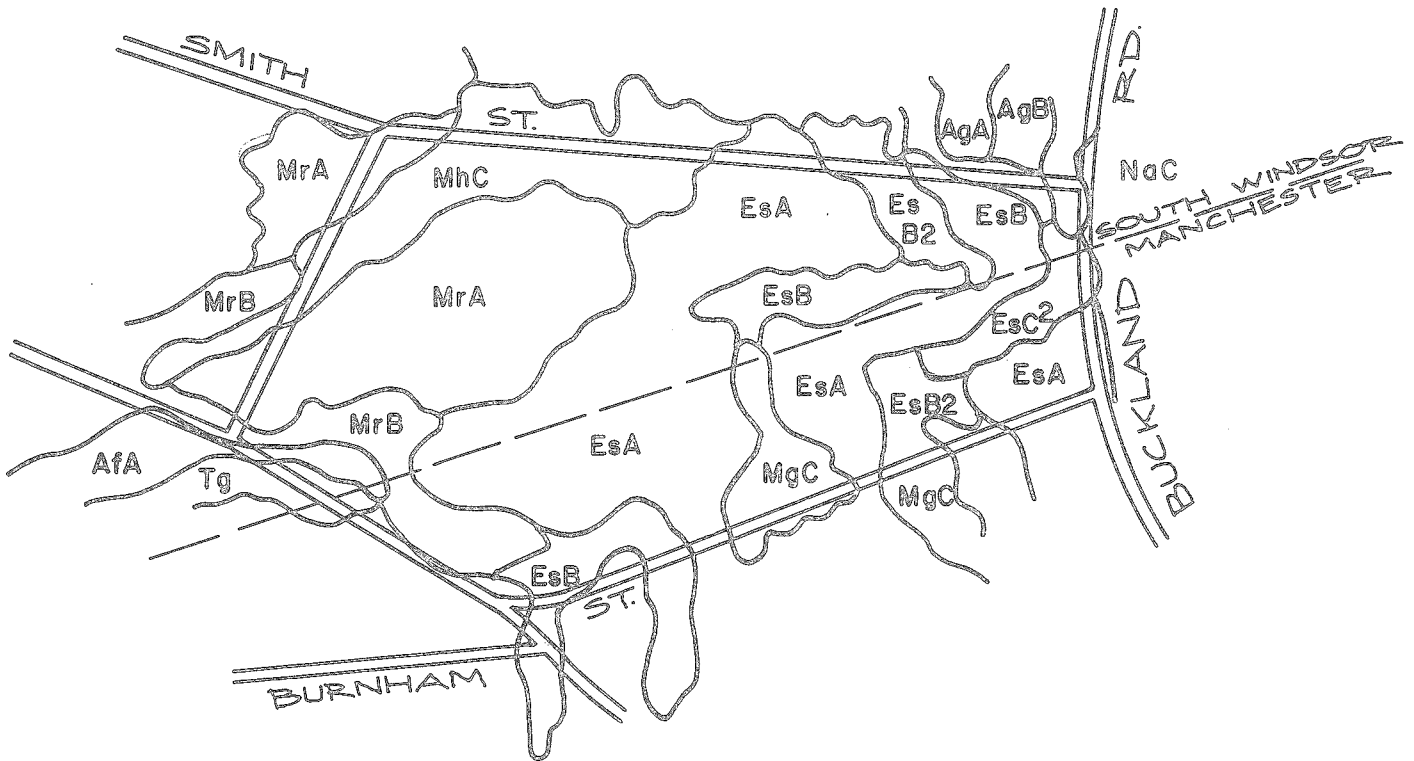 SMITH
ST.
RD.
AgA
AgB
MrA
MhC
NaC
EsA
Es
B2
EsB
SOUTH WINDSOR
MANCHESTER
MrB
MrA
EsB
EsC2
EsA
EsA
BUCKLAND
MrB
EsB2
EsA
AfA
Tg
MgC
MgC
EsB
ST.
BURNHAM